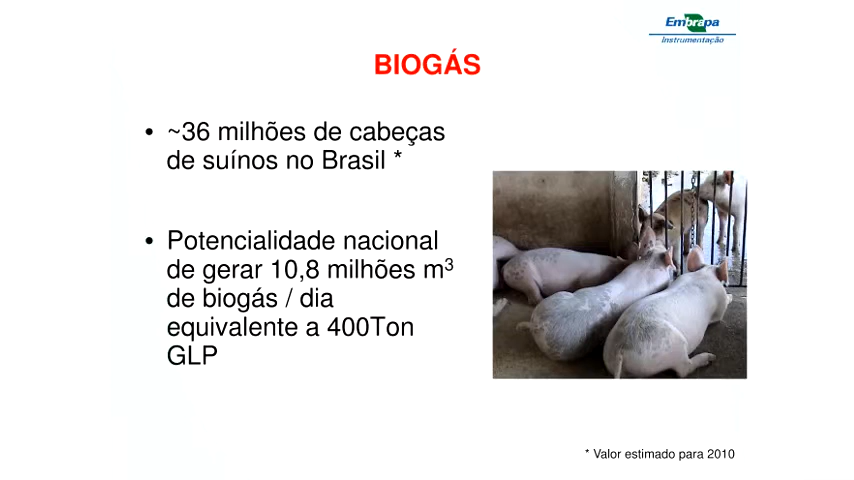 Embrapa
Instrumentação
BIOGÁS
• ~36 milhões de cabeças
de suínos no Brasil *
• Potencialidade nacional
de gerar 10,8 milhões m³
de biogás / dia
equivalente a 400Ton
GLP
* Valor estimado para 2010